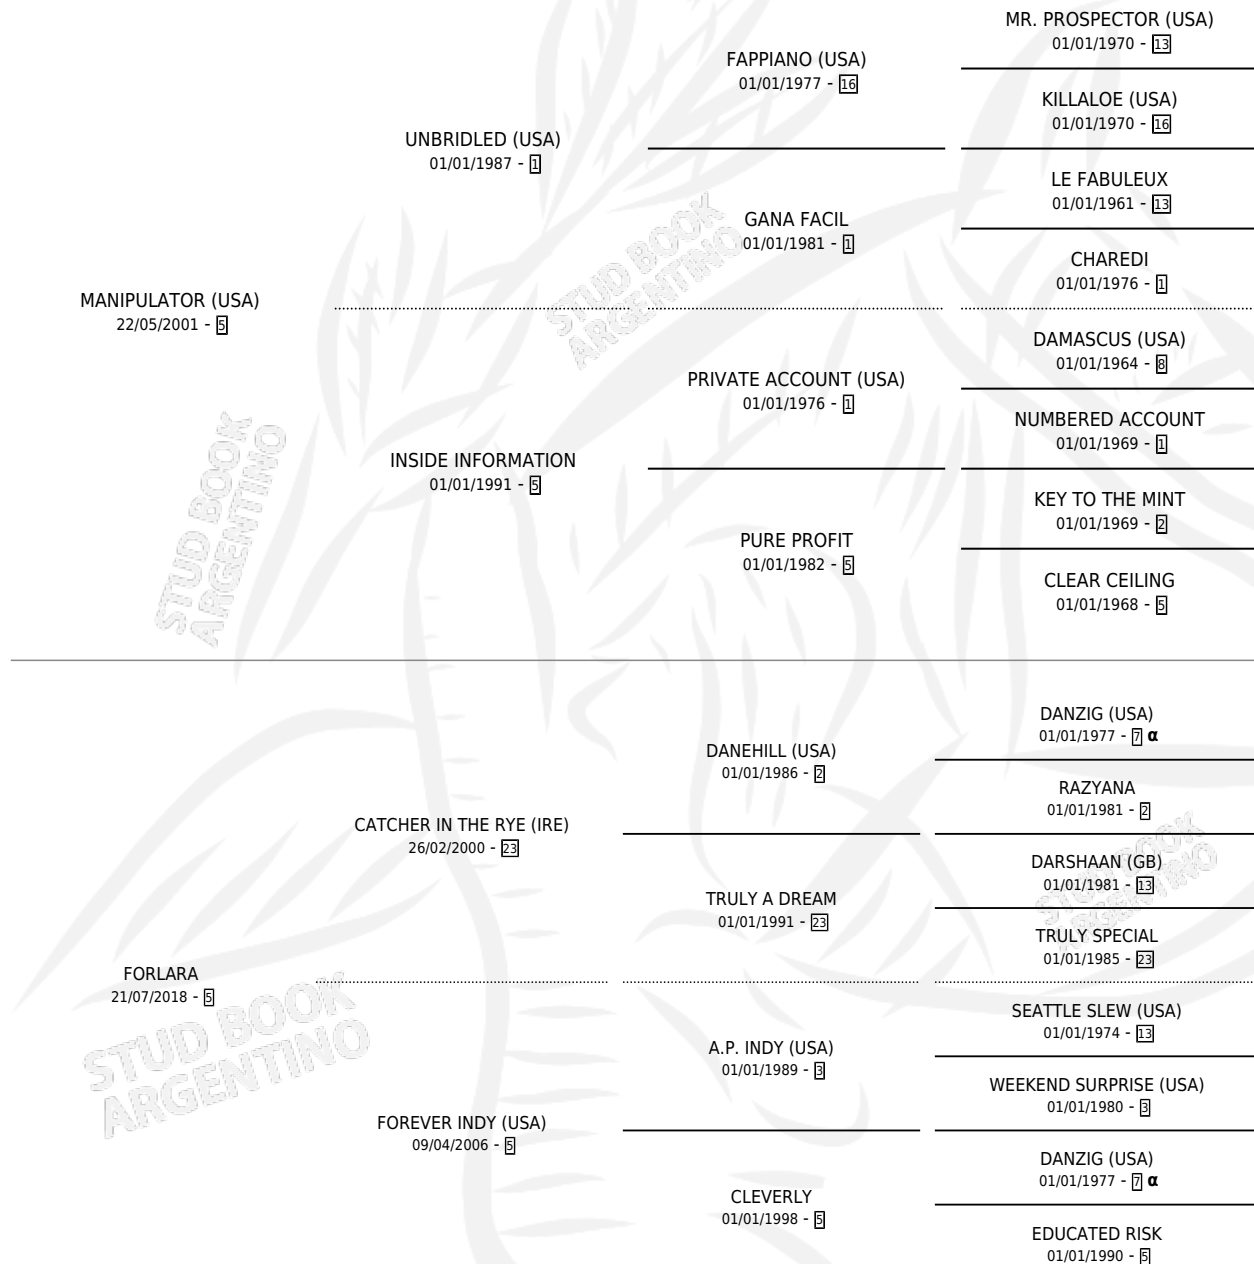 MR. PROSPECTOR (USA)
01/01/1970 - 13
FAPPIANO (USA)
01/01/1977 - 16
KILLALOE (USA)
01/01/1970 - 16
UNBRIDLED (USA)
01/01/1987 - 1
LE FABULEUX
01/01/1961 - 13
GANA FACIL
01/01/1981 - 1
CHAREDI
01/01/1976 - 1
MANIPULATOR (USA)
22/05/2001 - 5
STUD BOOK
ARGENTINO
DAMASCUS (USA)
01/01/1964 - 8
PRIVATE ACCOUNT (USA)
01/01/1976 - 1
NUMBERED ACCOUNT
01/01/1969 - 1
INSIDE INFORMATION
01/01/1991 - 5
KEY TO THE MINT
01/01/1969 - 2
PURE PROFIT
01/01/1982 - 5
CLEAR CEILING
01/01/1968 - 5
STUD BOOK
ARGENTINO
DANZIG (USA)
01/01/1977 - 7 α
DANEHILL (USA)
01/01/1986 - 2
RAZYANA
01/01/1981 - 2
CATCHER IN THE RYE (IRE)
26/02/2000 - 23
DARSHAAN (GB)
01/01/1981 - 13
TRULY A DREAM
01/01/1991 - 23
TRULY SPECIAL
01/01/1985 - 23
STUD BOOK
ARGENTINO
FORLARA
21/07/2018 - 5
STUD BOOK
ARGENTINO
SEATTLE SLEW (USA)
01/01/1974 - 13
A.P. INDY (USA)
01/01/1989 - 3
WEEKEND SURPRISE (USA)
01/01/1980 - 3
FOREVER INDY (USA)
09/04/2006 - 5
DANZIG (USA)
01/01/1977 - 7 α
CLEVERLY
01/01/1998 - 5
EDUCATED RISK
01/01/1990 - 5